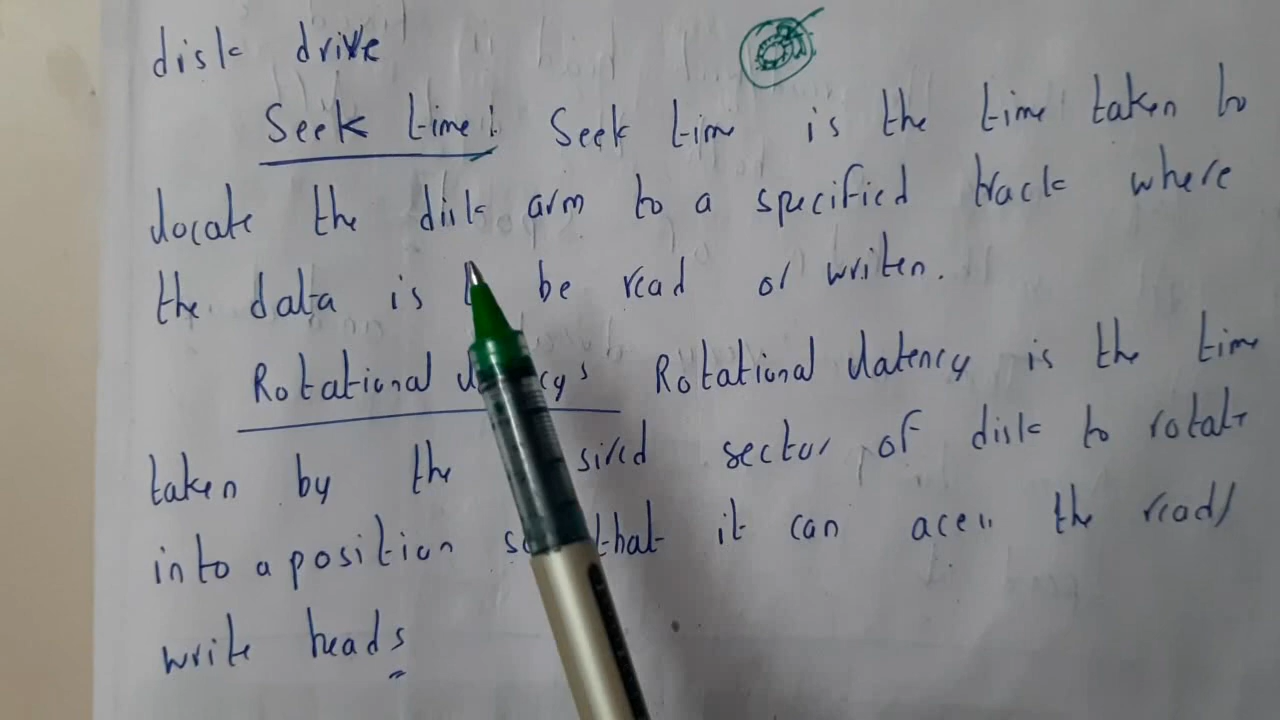 disk drive
Seek time: Seek time is the time taken to
locate the disk arm to a specified track where
the data is be read or writen.
Rotational Rotational latency is the time
taken by the sector of disk to rotate
into a position that it can acess the read/
write heads